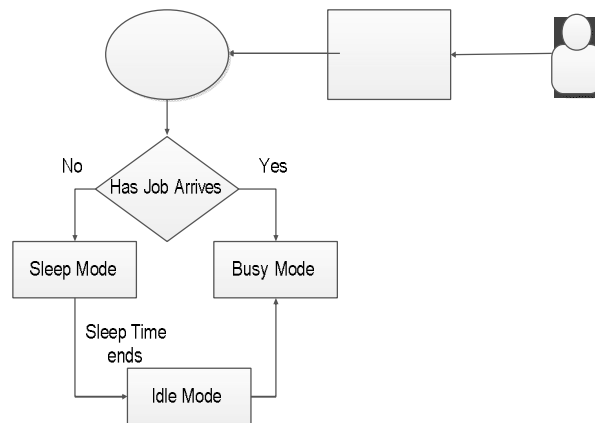 No
Yes
Has Job Arrives
Sleep Mode
Busy Mode
Sleep Time
ends
Idle Mode